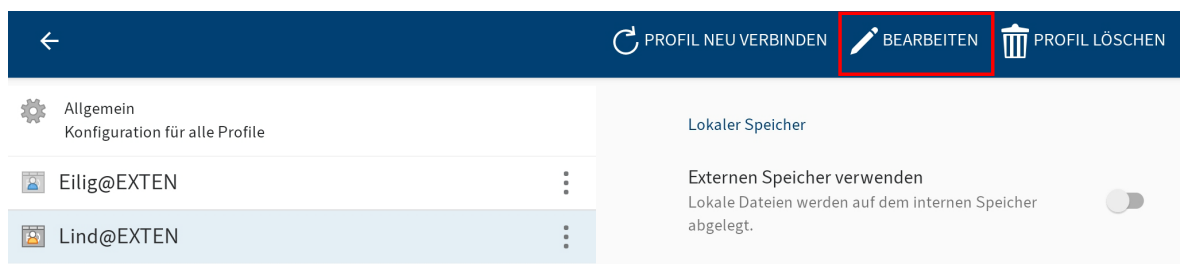 PROFIL NEU VERBINDEN BEARBEITEN PROFIL LÖSCHEN
Allgemein
Konfiguration für alle Profile
Eilig@EXTEN
Lind@EXTEN
Lokaler Speicher
Externen Speicher verwenden
Lokale Dateien werden auf dem internen Speicher
abgelegt.